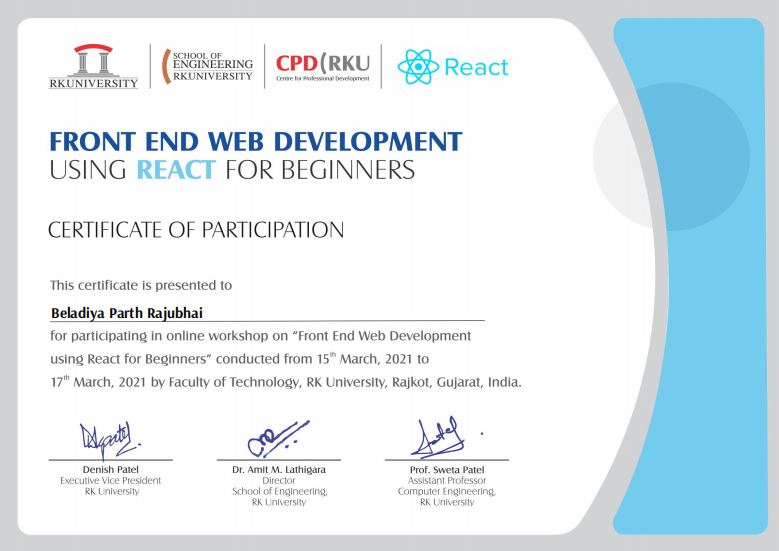 RKUNIVERSITY
SCHOOL OF
ENGINEERING
RKUNIVERSITY
CPD RKU
Centre for Professional Development
React
FRONT END WEB DEVELOPMENT
USING REACT FOR BEGINNERS
CERTIFICATE OF PARTICIPATION
This certificate is presented to
Beladiya Parth Rajubhai
for participating in online workshop on “Front End Web Development
using React for Beginners” conducted from 15th March, 2021 to
17th March, 2021 by Faculty of Technology, RK University, Rajkot, Gujarat, India.
Denish Patel
Executive Vice President
RK University
Dr. Amit M. Lathigara
Director
School of Engineering,
RK University
Prof. Sweta Patel
Assistant Professor
Computer Engineering,
RK University